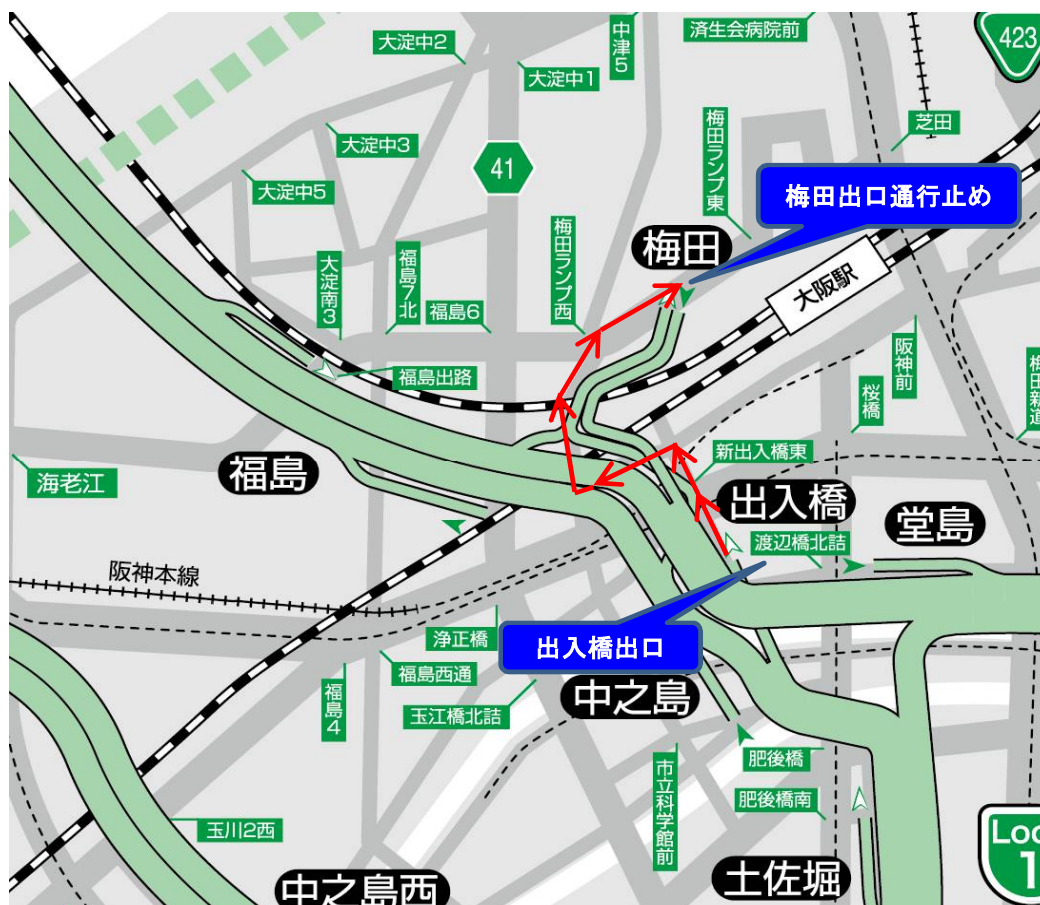 中津5
済生会病院前
423
大淀中2
大淀中1
大淀中3
大淀中5
41
芝田
梅田ランプ東
梅田出口通行止め
梅田
梅田ランプ西
大阪駅
大淀南3
福島7北
福島6
福島出路
阪神前
桜橋
梅田新道
新出入橋東
福島
海老江
出入橋
堂島
渡辺橋北詰
阪神本線
浄正橋
出入橋出口
福島西通
福島4
玉江橋北詰
中之島
肥後橋
市立科学館前
肥後橋南
玉川2西
中之島西
土佐堀
Loo
1